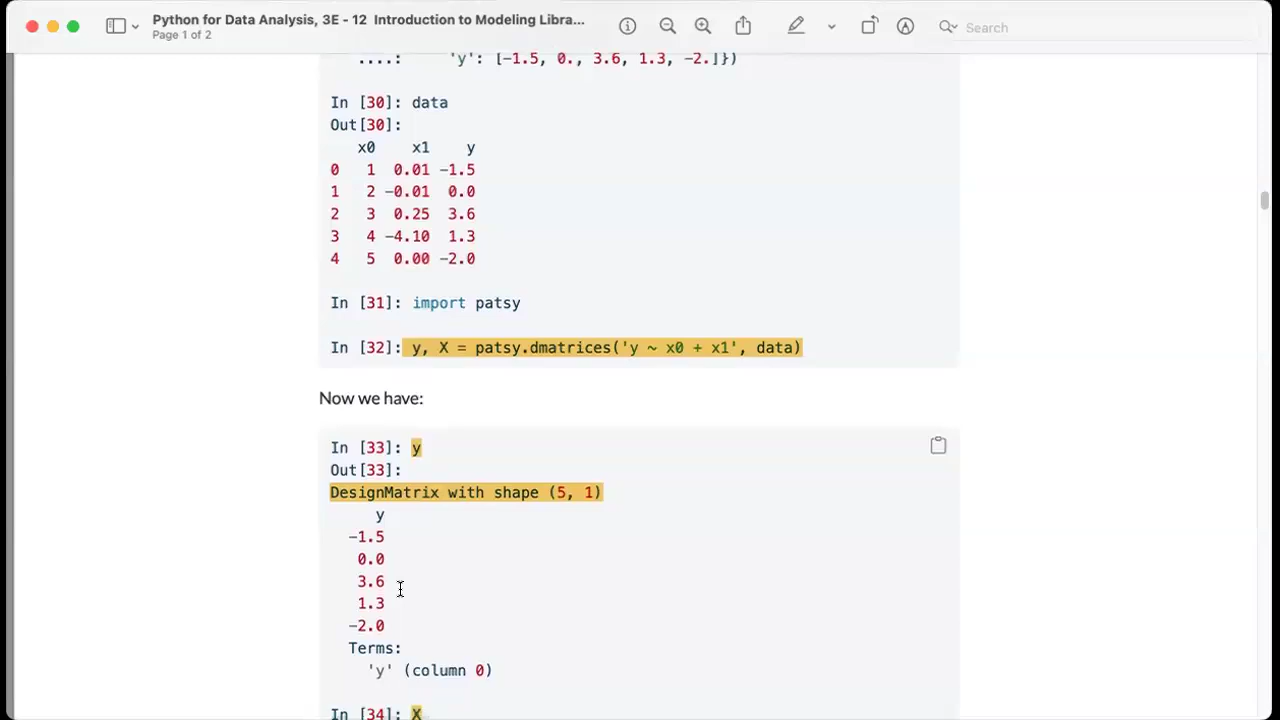 Python for Data Analysis, 3E - 12  Introduction to Modeling Libra...
Page 1 of 2
Search
....:     'y': [-1.5, 0., 3.6, 1.3, -2.]})
In [30]: data
Out[30]:
   x0    x1    y
0   1  0.01 -1.5
1   2 -0.01  0.0
2   3  0.25  3.6
3   4 -4.10  1.3
4   5  0.00 -2.0
In [31]: import patsy
In [32]: y, X = patsy.dmatrices('y ~ x0 + x1', data)
Now we have:
In [33]: y
Out[33]:
DesignMatrix with shape (5, 1)
     y
  -1.5
   0.0
   3.6
   1.3
  -2.0
  Terms:
    'y' (column 0)
In [34]: X